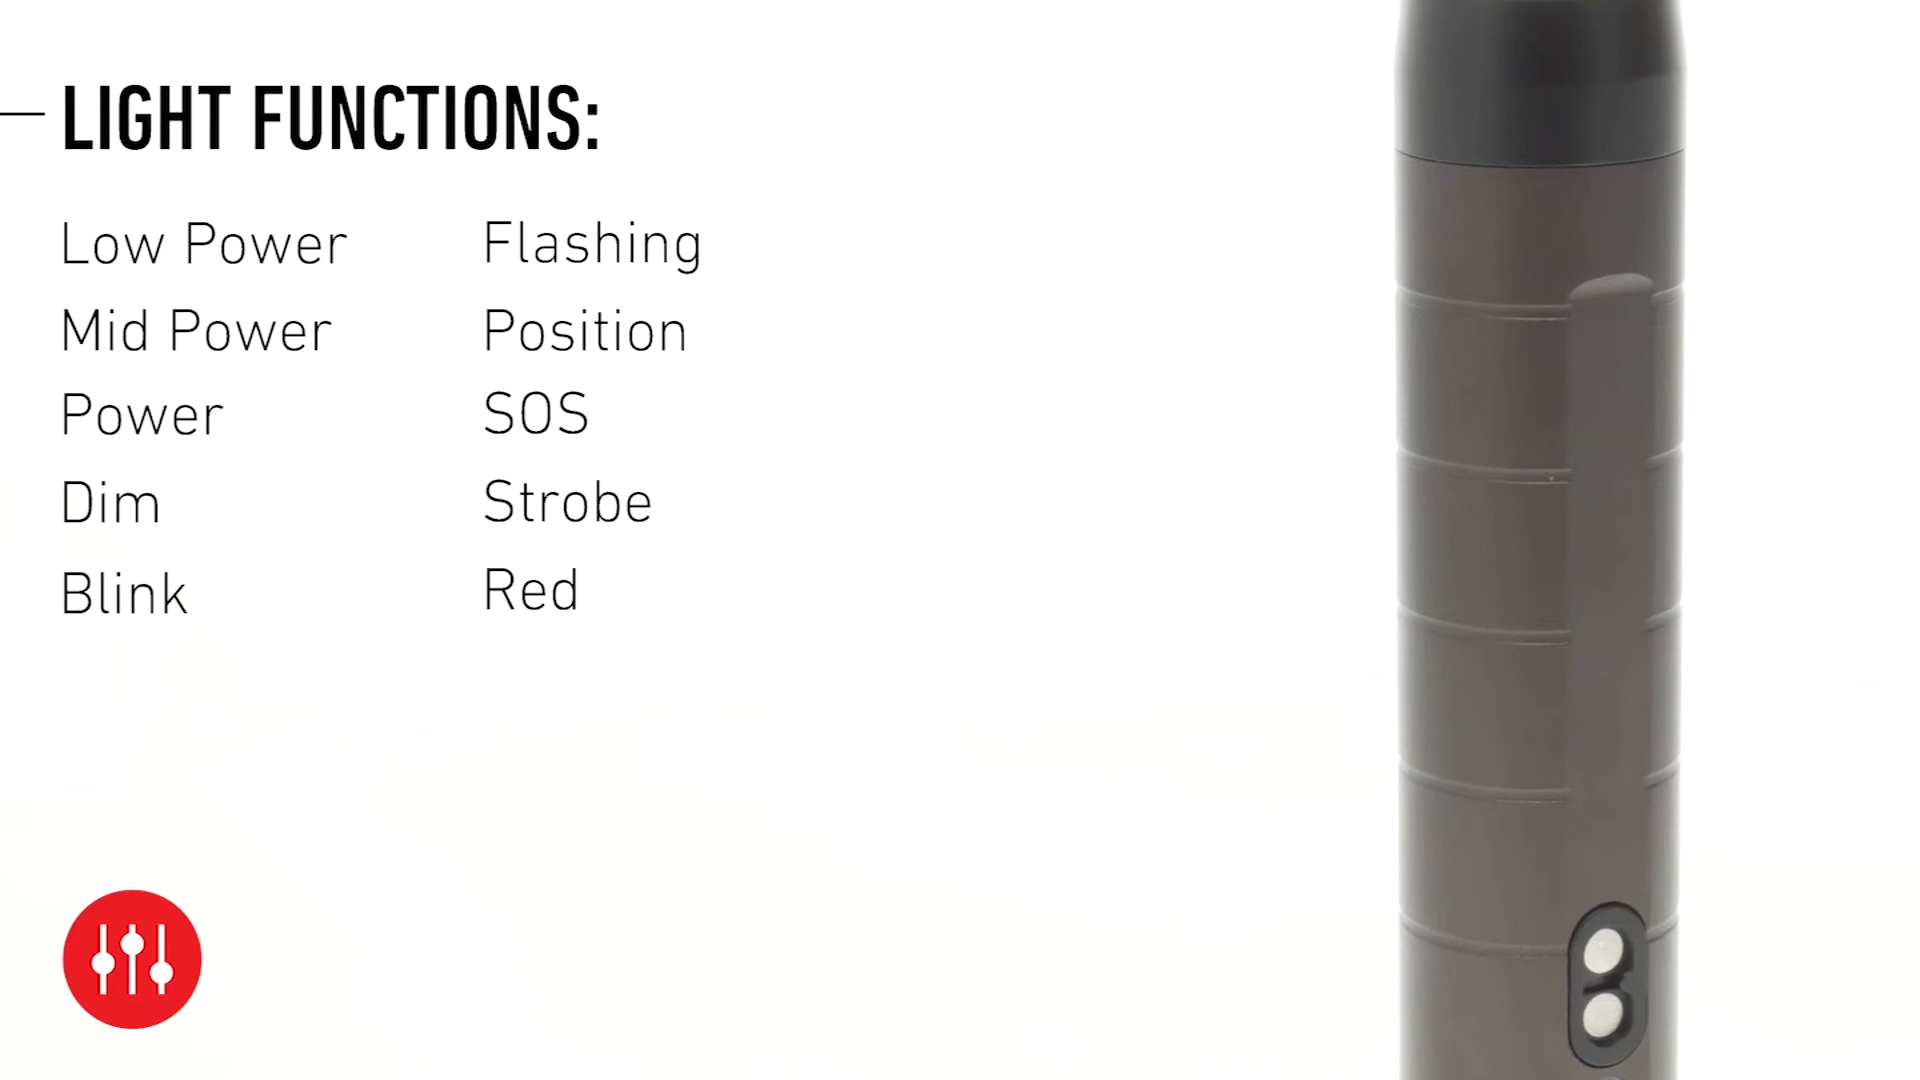 LIGHT FUNCTIONS:
Low Power
Mid Power
Power
Dim
Blink
Flashing
Position
SOS
Strobe
Red